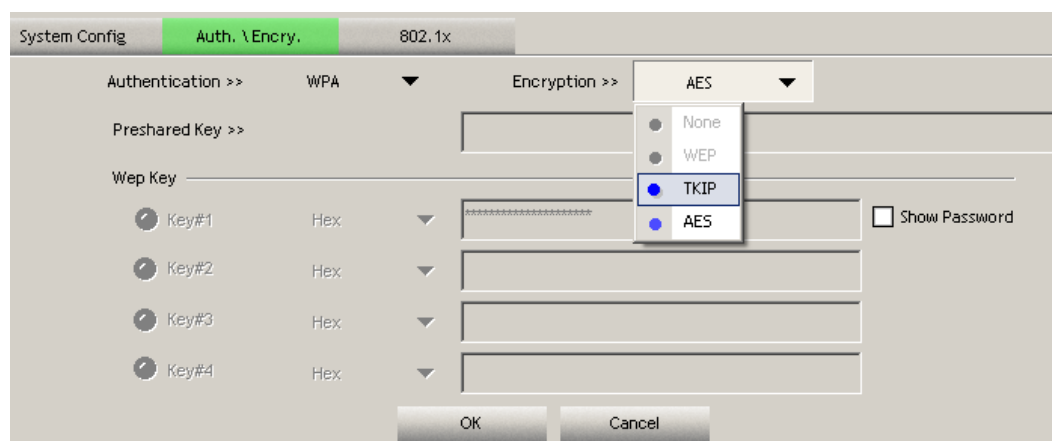 System Config Auth. \ Encry. 802.1x
Authentication >> WPA Encryption >> AES
Preshared Key >>
None
WEP
TKIP
AES
Wep Key
Key#1 Hex ********************* Show Password
Key#2 Hex
Key#3 Hex
Key#4 Hex
OK Cancel